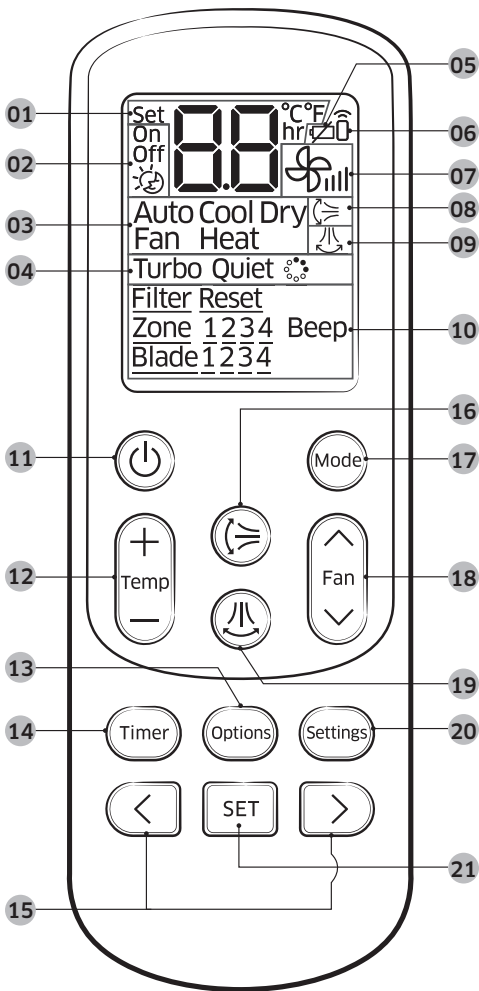 05
01
Set
8.8
°C°F
06
On
hr
02
Off
07
08
Auto Cool Dry
03
Fan Heat
09
04
Turbo Quiet
Filter Reset
Zone 1 2 3 4 Beep
10
Blade 1 2 3 4
16
11
Mode
17
12
Temp
Fan
18
13
19
14
Timer
Options
Settings
20
SET
21
15